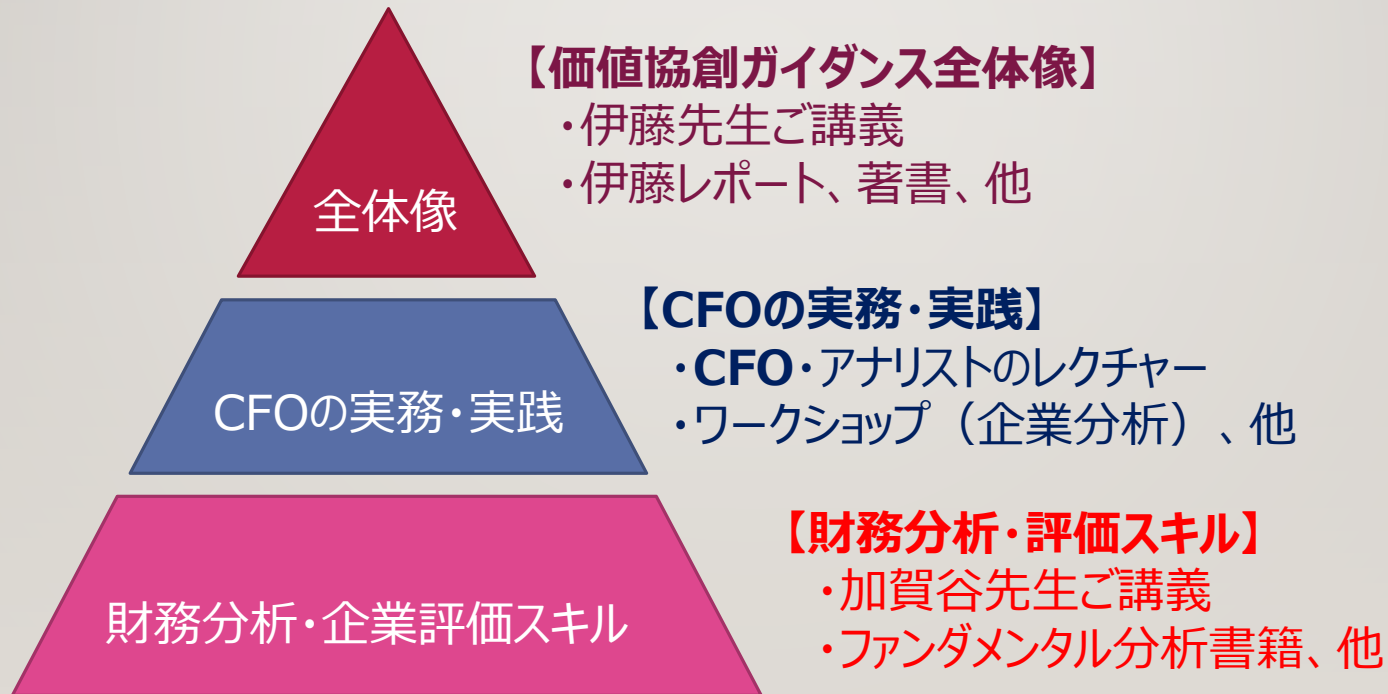 全体像
【価値協創ガイダンス全体像】
・伊藤先生ご講義
・伊藤レポート、著書、他
CFOの実務・実践
【CFOの実務・実践】
・CFO・アナリストのレクチャー
・ワークショップ（企業分析）、他
財務分析・企業評価スキル
【財務分析・評価スキル】
・加賀谷先生ご講義
・ファンダメンタル分析書籍、他